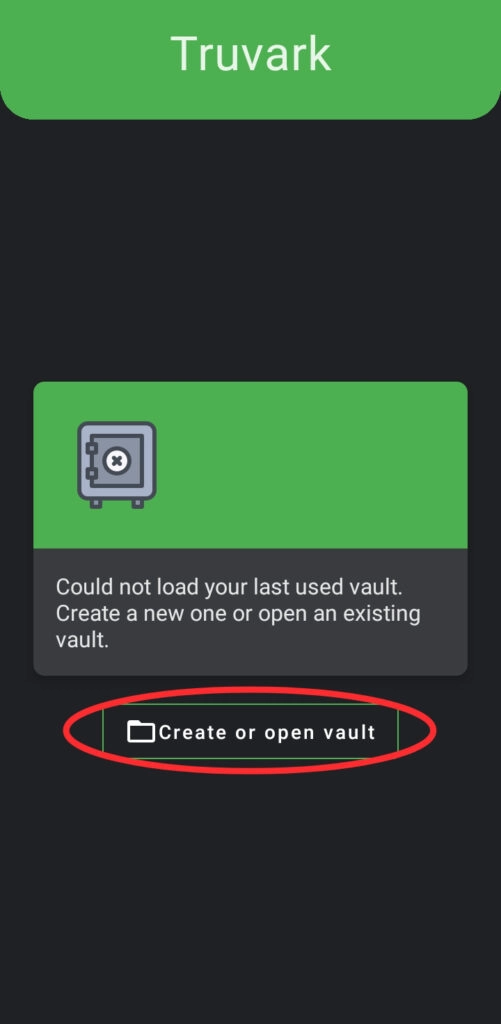 Truvark
Could not load your last used vault.
Create a new one or open an existing
vault.
Create or open vault